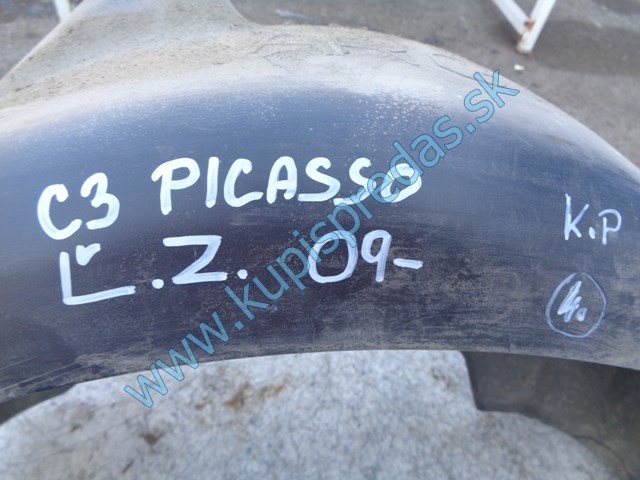 C3 PICASSO
Ľ.Z. 09-
K.P
www.kupispredas.sk